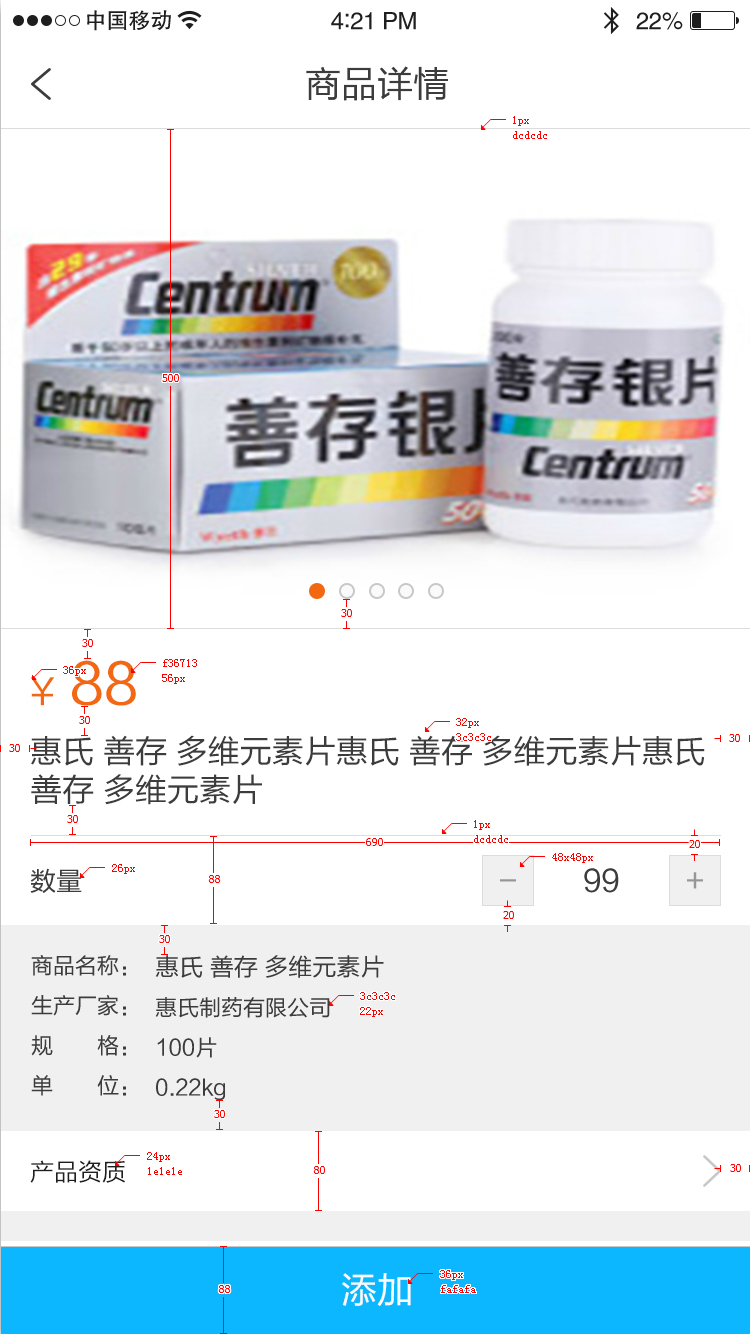 中国移动 4:21 PM 22%
商品详情
1px
dcdcdc
29
Centrum
100
Centrum
善存银片
500
善存银片
Centrum
50
30
30
36px
f36713
¥ 88
56px
30
32px
30
3c3c3c
30
惠氏 善存 多维元素片惠氏 善存 多维元素片惠氏
善存 多维元素片
30
1px
dcdcdc
690
20
26px
48x48px
数量
88
− 99 +
20
30
商品名称： 惠氏 善存 多维元素片
生产厂家： 惠氏制药有限公司
3c3c3c
22px
规 格： 100片
单 位： 0.22kg
30
24px
产品资质
1e1e1e
80
30
88
添加
36px
fafafa